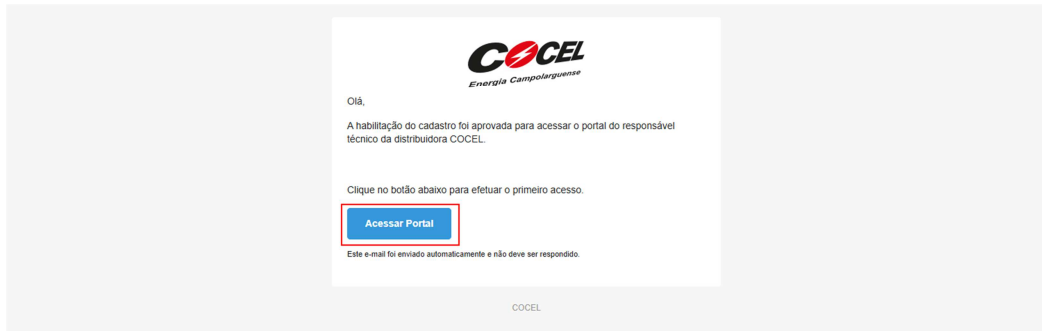 COCEL
Energia Campolarguense
Olá,
A habilitação do cadastro foi aprovada para acessar o portal do responsável
técnico da distribuidora COCEL.
Clique no botão abaixo para efetuar o primeiro acesso.
Acessar Portal
Este e-mail foi enviado automaticamente e não deve ser respondido.
COCEL